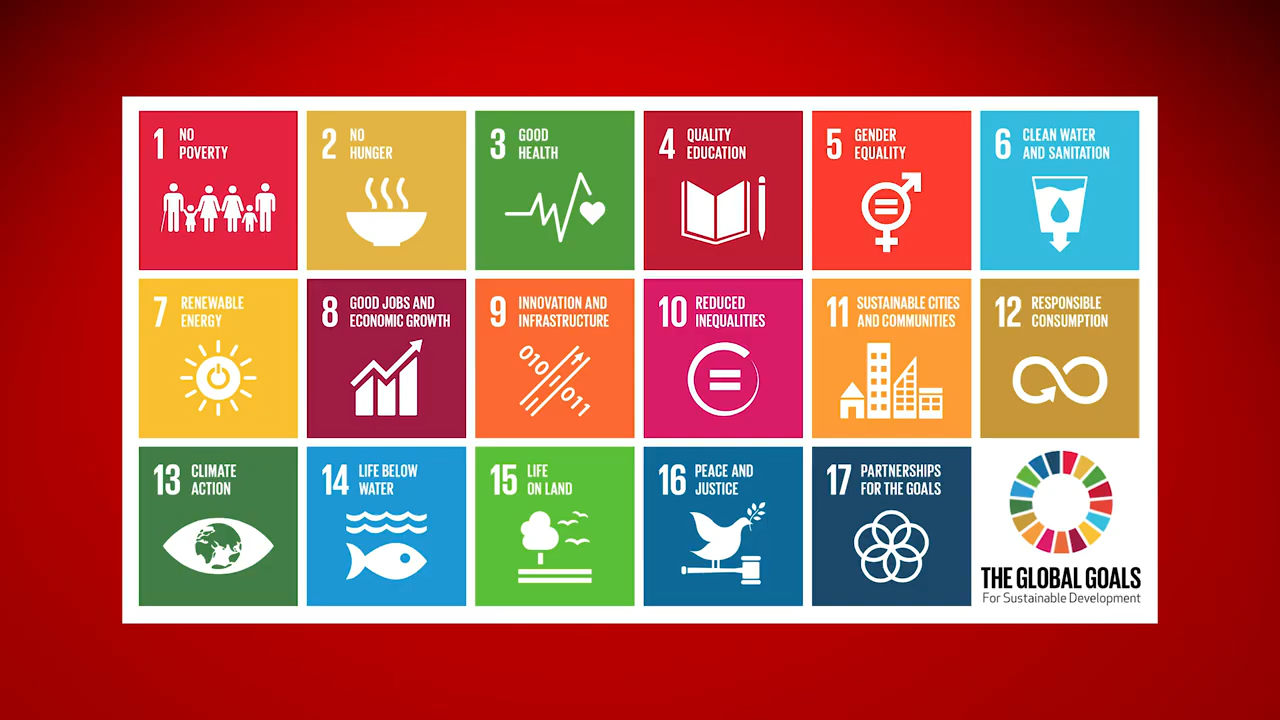 1 NO
POVERTY
2 NO
HUNGER
3 GOOD
HEALTH
4 QUALITY
EDUCATION
5 GENDER
EQUALITY
6 CLEAN WATER
AND SANITATION
7 RENEWABLE
ENERGY
8 GOOD JOBS AND
ECONOMIC GROWTH
9 INNOVATION AND
INFRASTRUCTURE
010
011
10 REDUCED
INEQUALITIES
11 SUSTAINABLE CITIES
AND COMMUNITIES
12 RESPONSIBLE
CONSUMPTION
13 CLIMATE
ACTION
14 LIFE BELOW
WATER
15 LIFE
ON LAND
16 PEACE AND
JUSTICE
17 PARTNERSHIPS
FOR THE GOALS
THE GLOBAL GOALS
For Sustainable Development